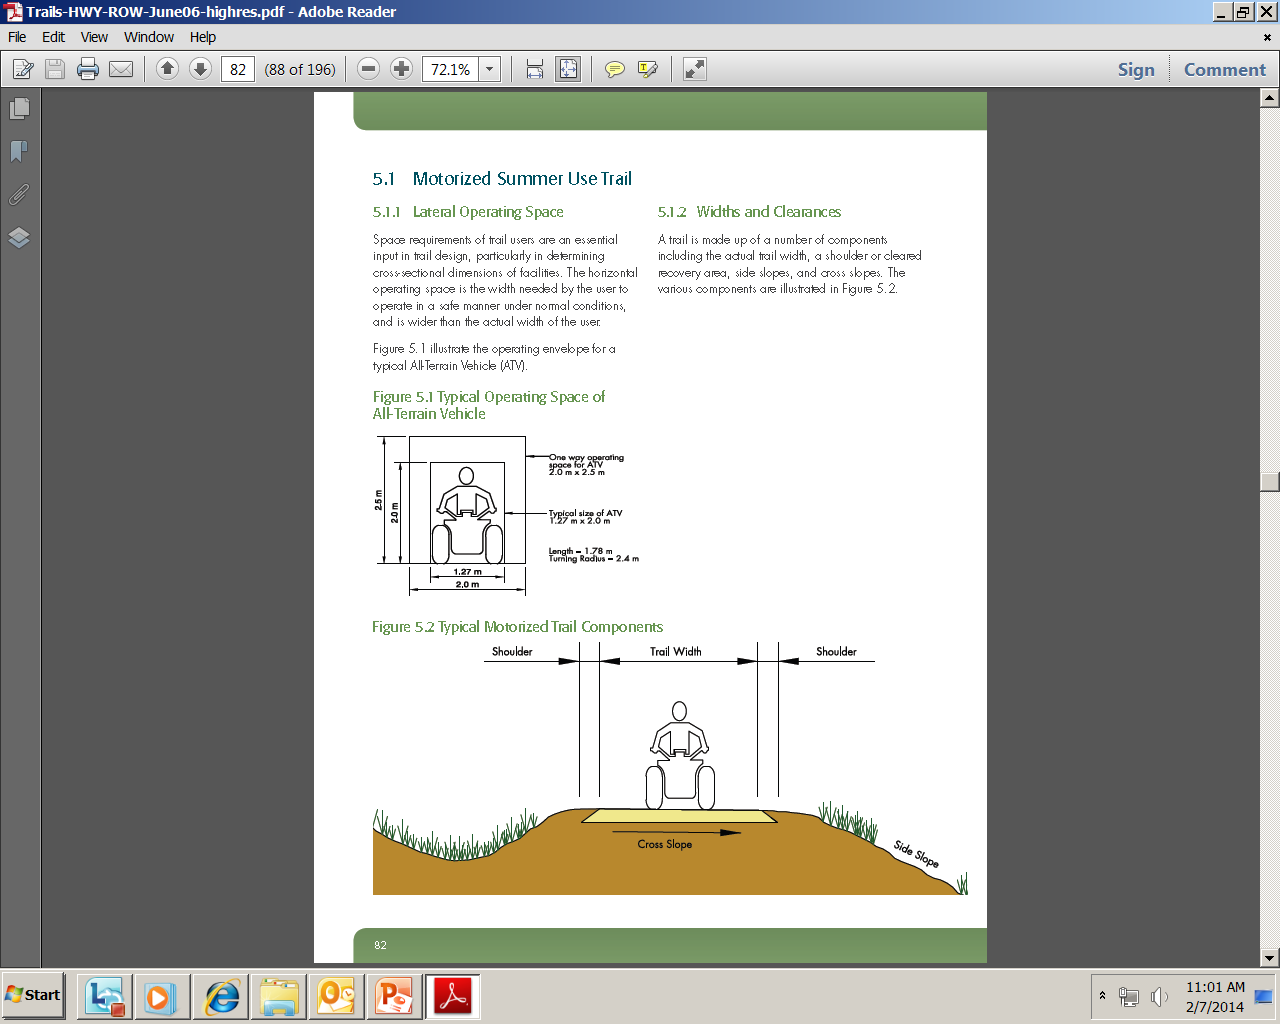 Trails-HWY-ROW-June06-highres.pdf - Adobe Reader
File Edit View Window Help
82 (88 of 196) 72.1% Sign Comment
5.1 Motorized Summer Use Trail
5.1.1 Lateral Operating Space
Space requirements of trail users are an essential
input in trail design, particularly in determining
cross-sectional dimensions of facilities. The horizontal
operating space is the width needed by the user to
operate in a safe manner under normal conditions,
and is wider than the actual width of the user.
Figure 5.1 illustrate the operating envelope for a
typical All-Terrain Vehicle (ATV).
Figure 5.1 Typical Operating Space of
All-Terrain Vehicle
5.1.2 Widths and Clearances
A trail is made up of a number of components
including the actual trail width, a shoulder or cleared
recovery area, side slopes, and cross slopes. The
various components are illustrated in Figure 5.2.
2.5 m
2.0 m
One way operating
space for ATV
2.0 m x 2.5 m
Typical size of ATV
1.27 m x 2.0 m
Length = 1.78 m
Turning Radius = 2.4 m
1.27 m
2.0 m
Figure 5.2 Typical Motorized Trail Components
Shoulder Trail Width Shoulder
Cross Slope
Side Slope
82
Start
11:01 AM
2/7/2014